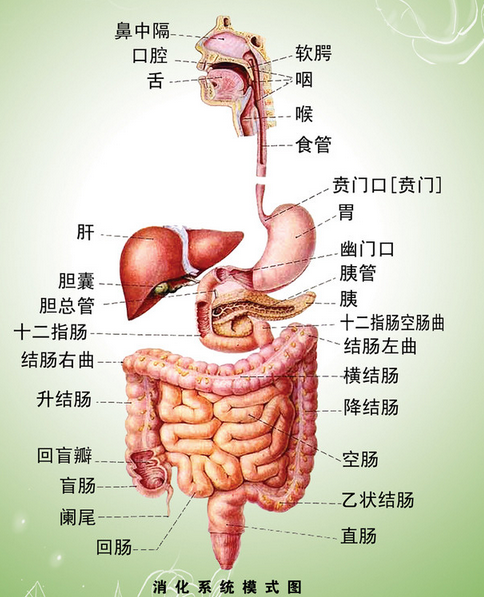 鼻中隔
口腔
舌
软腭
咽
喉
食管
贲门口[贲门]
胃
肝
幽门口
胆囊
胰管
胆总管
胰
十二指肠
十二指肠空肠曲
结肠右曲
结肠左曲
横结肠
升结肠
降结肠
回盲瓣
空肠
盲肠
乙状结肠
阑尾
直肠
回肠
消化系统模式图